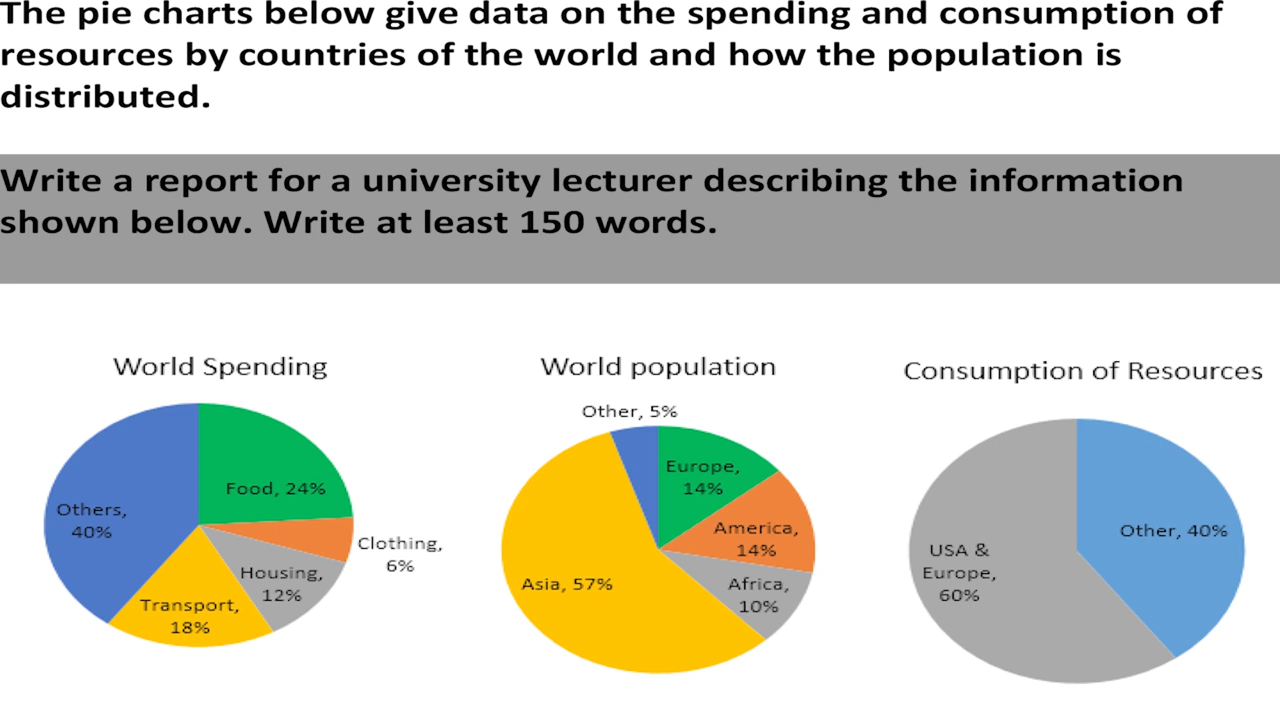 The pie charts below give data on the spending and consumption of
resources by countries of the world and how the population is
distributed.
Write a report for a university lecturer describing the information
shown below. Write at least 150 words.
World Spending
Food, 24%
Clothing,
6%
Housing,
12%
Transport,
18%
Others,
40%
World population
Other, 5%
Europe,
14%
America,
14%
Africa,
10%
Asia, 57%
Consumption of Resources
Other, 40%
USA &
Europe,
60%